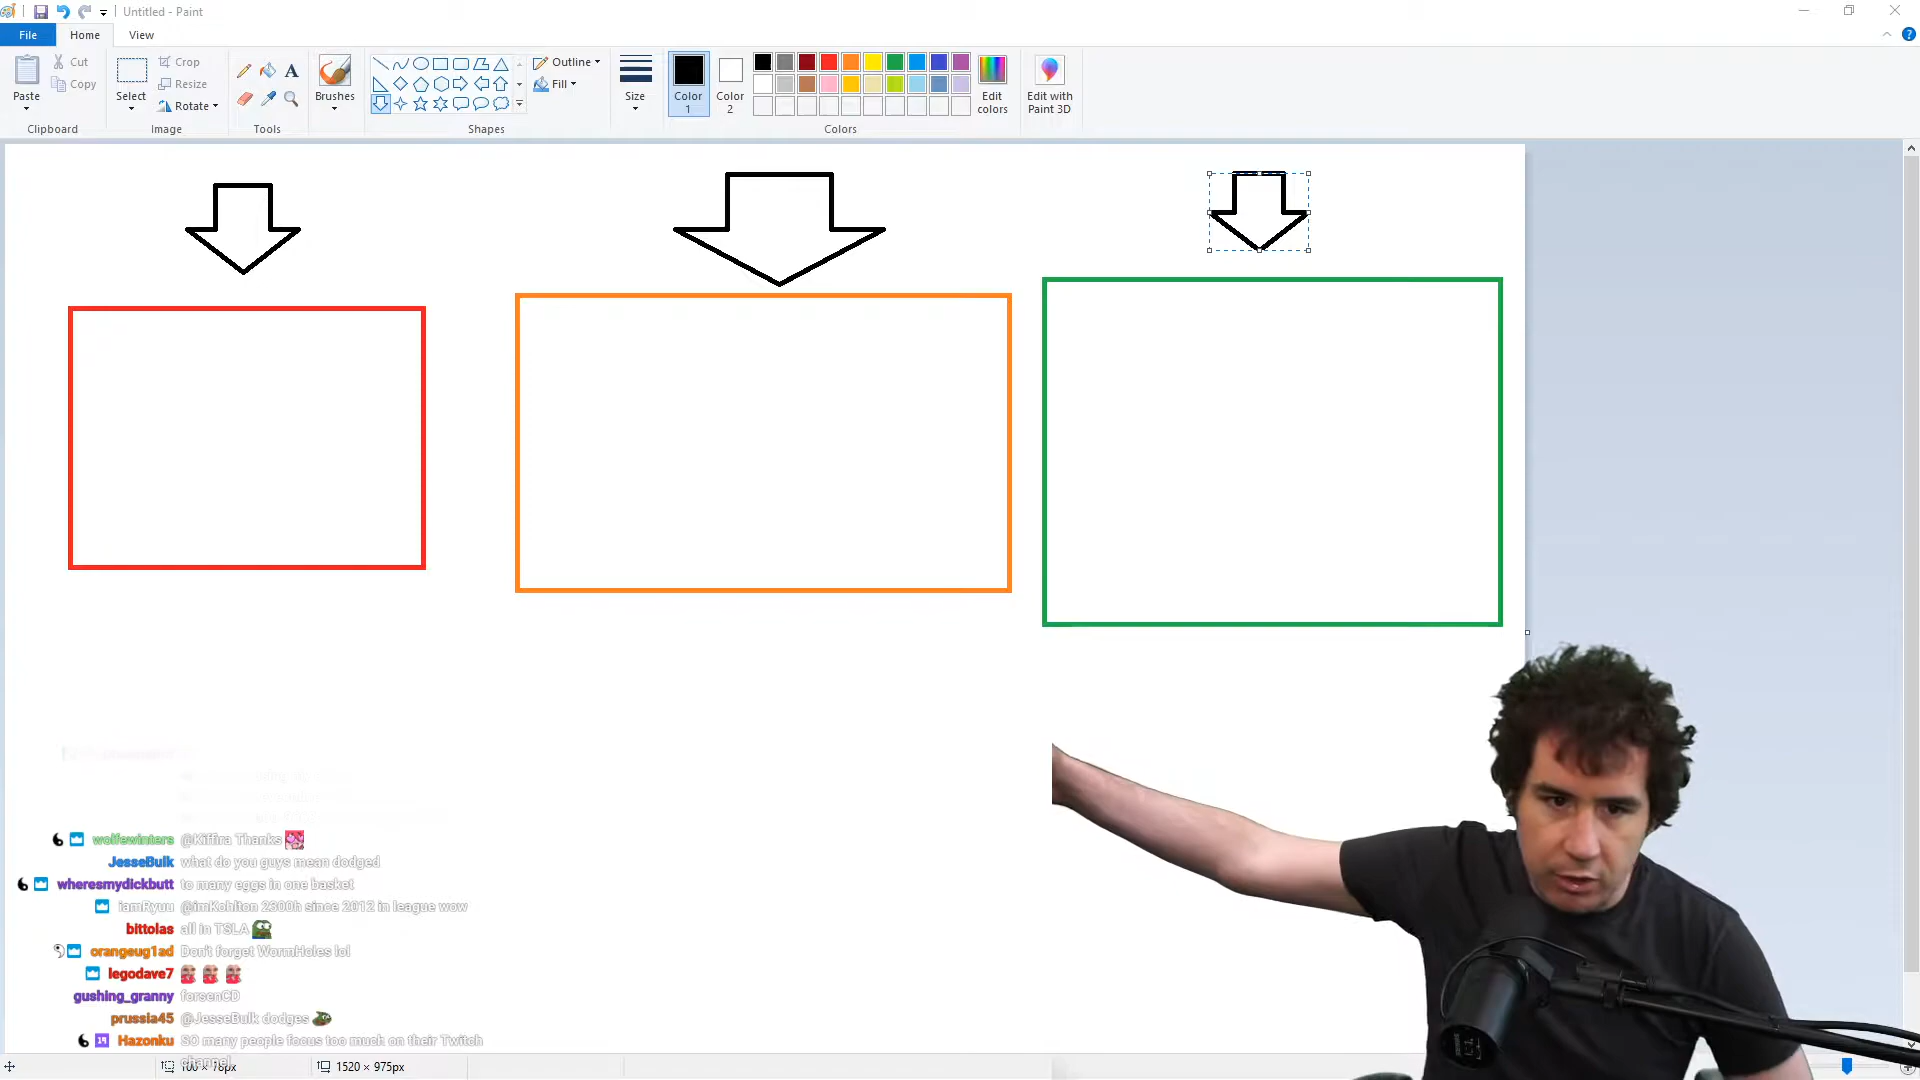 Untitled - Paint
File Home View
Paste
Cut
Copy
Clipboard
Select
Crop
Resize
Rotate
Image
A
Tools
Brushes
Shapes
Outline
Fill
Size
Color 1
Color 2
Colors
Edit colors
Edit with Paint 3D
wolfewinters @Kiffira Thanks
JesseBulk what do you guys mean dodged
wheresmydickbutt to many eggs in one basket
iamRyuu @imKohlton 2300h since 2012 in league wow
bittolas all in TSLA
orangeug1ad Don't forget WormHoles lol
legodave7
gushing_granny forsenCD
prussia45 @JesseBulk dodges
Hazonku SO many people focus too much on their Twitch
channel
1520 × 975px